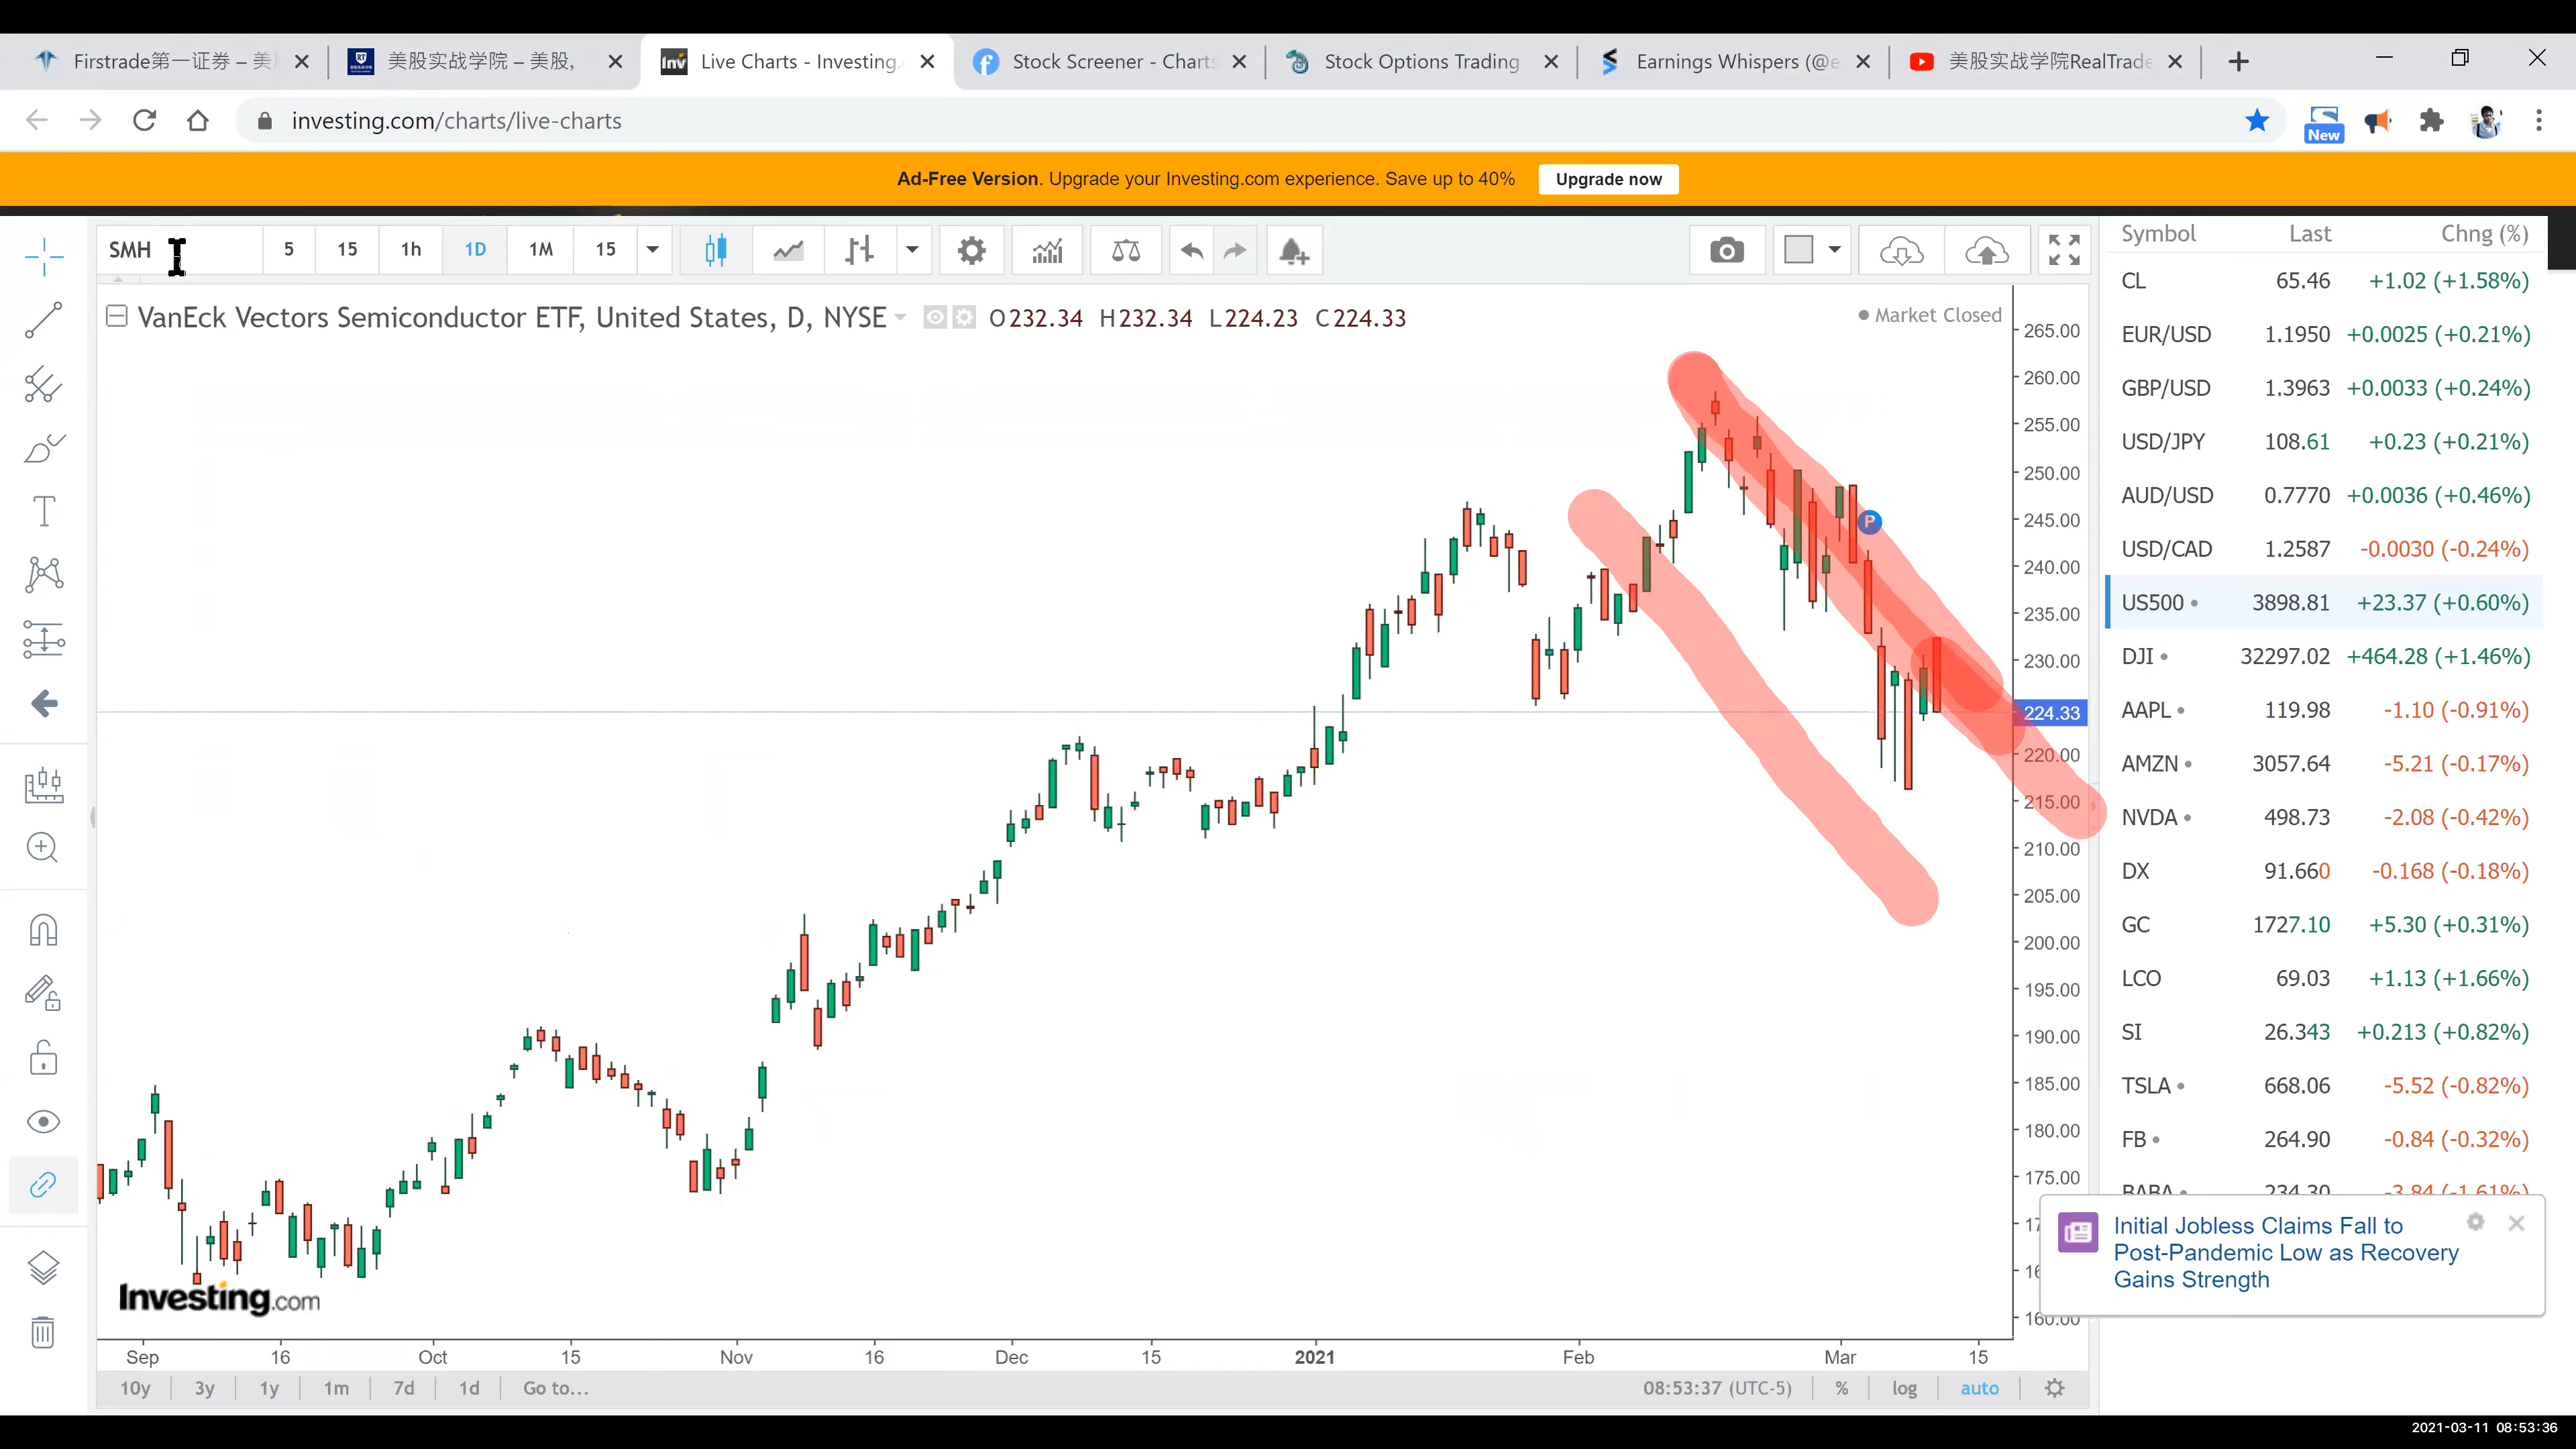 Firstrade第一证券 – 美股
美股实战学院 – 美股,
Live Charts - Investing.
Stock Screener - Charts
Stock Options Trading
Earnings Whispers (@e
美股实战学院RealTrade
investing.com/charts/live-charts
New
Ad-Free Version. Upgrade your Investing.com experience. Save up to 40%
Upgrade now
SMH
5 15 1h 1D 1M 15
VanEck Vectors Semiconductor ETF, United States, D, NYSE O232.34 H232.34 L224.23 C224.33
Market Closed
265.00
260.00
255.00
250.00
245.00
240.00
235.00
230.00
224.33
220.00
215.00
210.00
205.00
200.00
195.00
190.00
185.00
180.00
175.00
P
Investing.com
Sep 16 Oct 15 Nov 16 Dec 15 2021 Feb Mar 15
10y 3y 1y 1m 7d 1d Go to... 08:53:37 (UTC-5) % log auto
Symbol Last Chng (%)
CL 65.46 +1.02 (+1.58%)
EUR/USD 1.1950 +0.0025 (+0.21%)
GBP/USD 1.3963 +0.0033 (+0.24%)
USD/JPY 108.61 +0.23 (+0.21%)
AUD/USD 0.7770 +0.0036 (+0.46%)
USD/CAD 1.2587 -0.0030 (-0.24%)
US500 3898.81 +23.37 (+0.60%)
DJI 32297.02 +464.28 (+1.46%)
AAPL 119.98 -1.10 (-0.91%)
AMZN 3057.64 -5.21 (-0.17%)
NVDA 498.73 -2.08 (-0.42%)
DX 91.660 -0.168 (-0.18%)
GC 1727.10 +5.30 (+0.31%)
LCO 69.03 +1.13 (+1.66%)
SI 26.343 +0.213 (+0.82%)
TSLA 668.06 -5.52 (-0.82%)
FB 264.90 -0.84 (-0.32%)
BABA 234.30 -3.84 (-1.61%)
Initial Jobless Claims Fall to
Post-Pandemic Low as Recovery
Gains Strength
2021-03-11 08:53:36